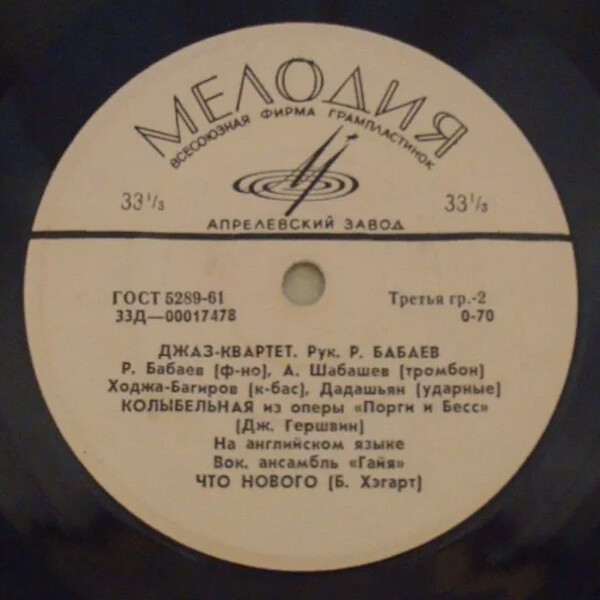 МЕЛОДИЯ
ВСЕСОЮЗНАЯ ФИРМА ГРАМПЛАСТИНОК
33 1/3 33 1/3
АПРЕЛЕВСКИЙ ЗАВОД
ГОСТ 5289-61 Третья гр.-2
33Д—00017478 0-70
ДЖАЗ-КВАРТЕТ. Рук. Р. БАБАЕВ
Р. Бабаев (ф-но), А. Шабашев (тромбон)
Ходжа-Багиров (к-бас), Дадашьян (ударные)
КОЛЫБЕЛЬНАЯ из оперы «Порги и Бесс»
(Дж. Гершвин)
На английском языке
Вок. ансамбль «Гайя»
ЧТО НОВОГО (Б. Хэгарт)